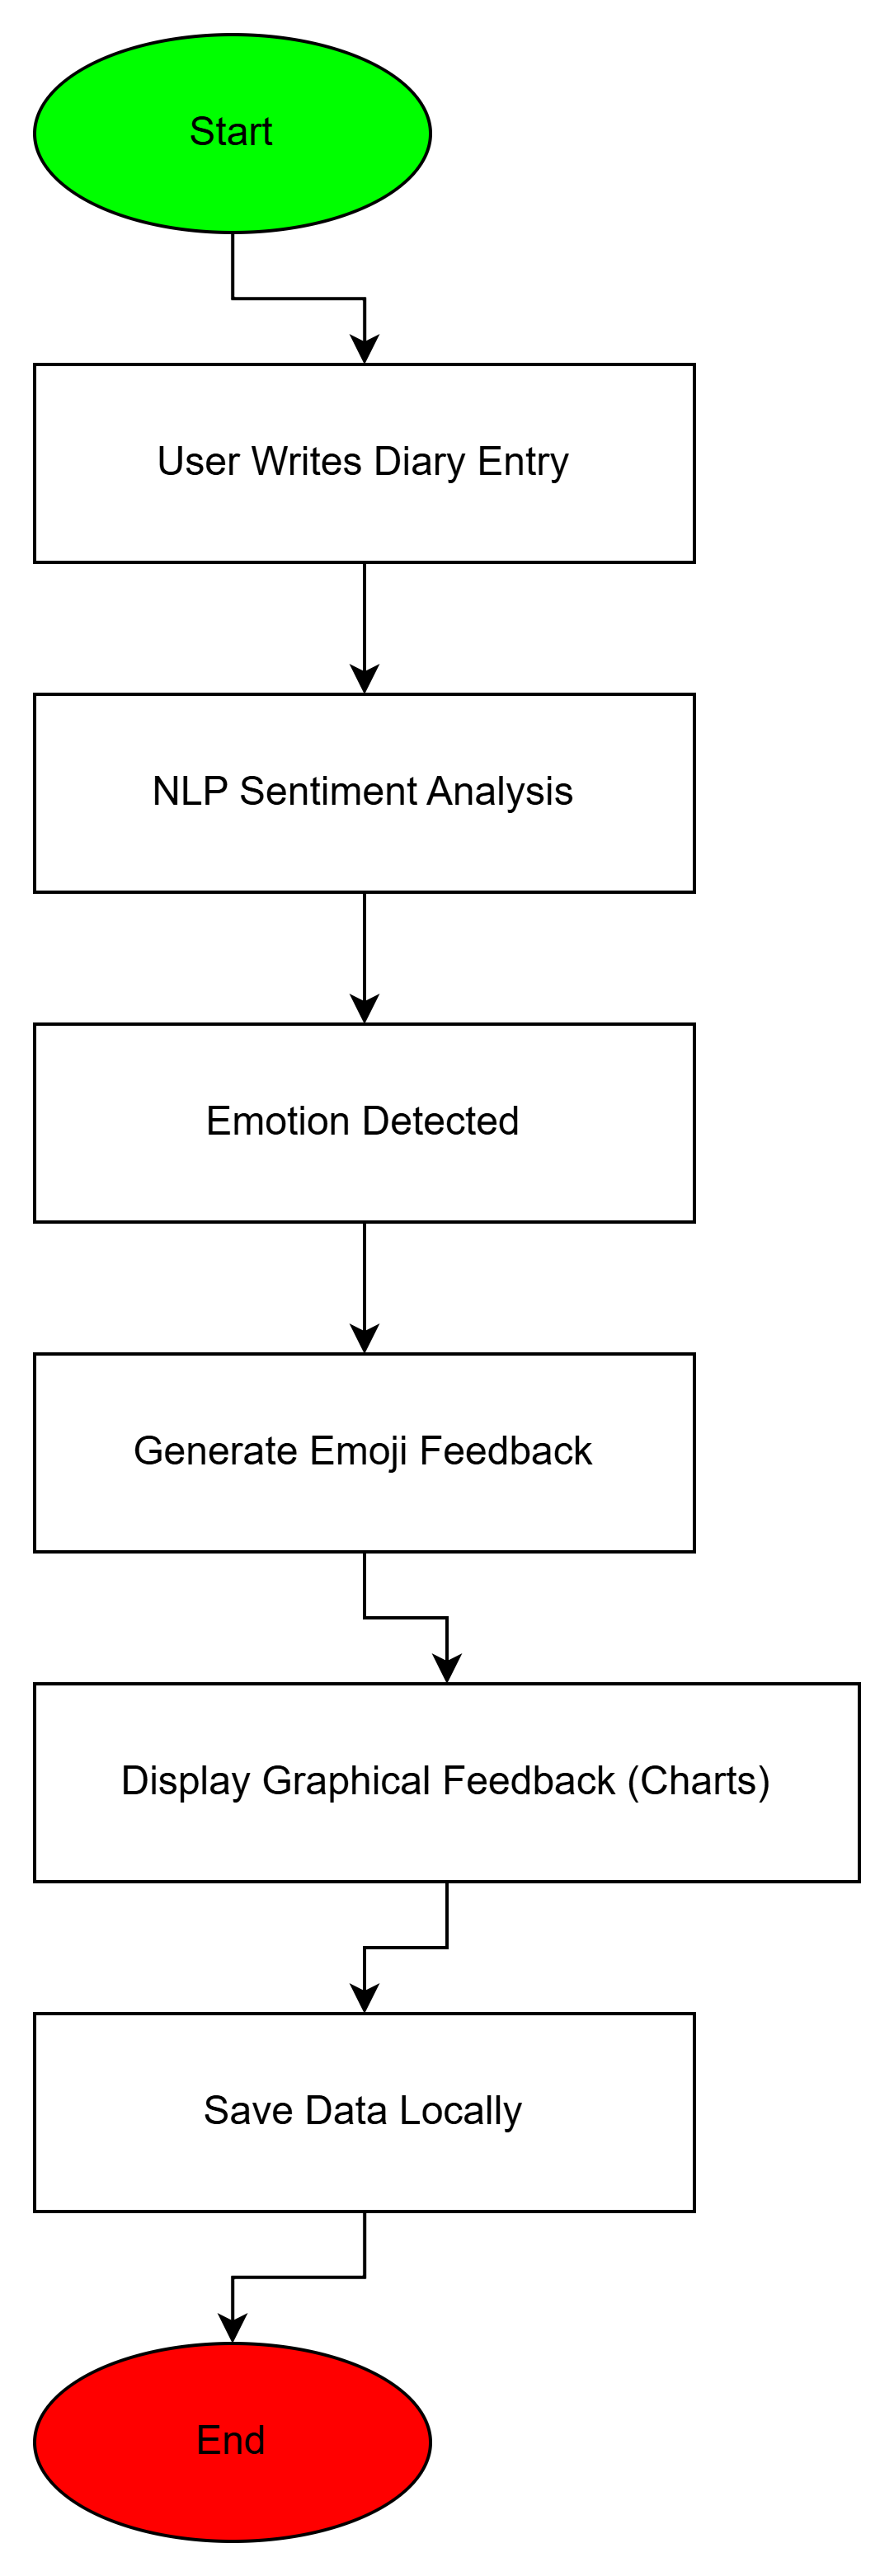 Start
User Writes Diary Entry
NLP Sentiment Analysis
Emotion Detected
Generate Emoji Feedback
Display Graphical Feedback (Charts)
Save Data Locally
End